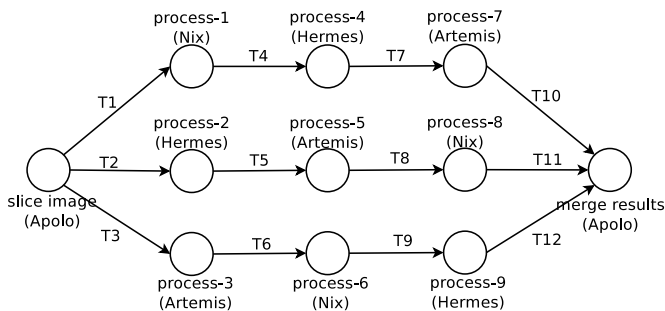 process-1
(Nix)
process-4
(Hermes)
process-7
(Artemis)
T4
T7
T1
T10
process-2
(Hermes)
process-5
(Artemis)
process-8
(Nix)
T2
T5
T8
T11
slice image
(Apolo)
merge results
(Apolo)
T3
T6
T9
T12
process-3
(Artemis)
process-6
(Nix)
process-9
(Hermes)